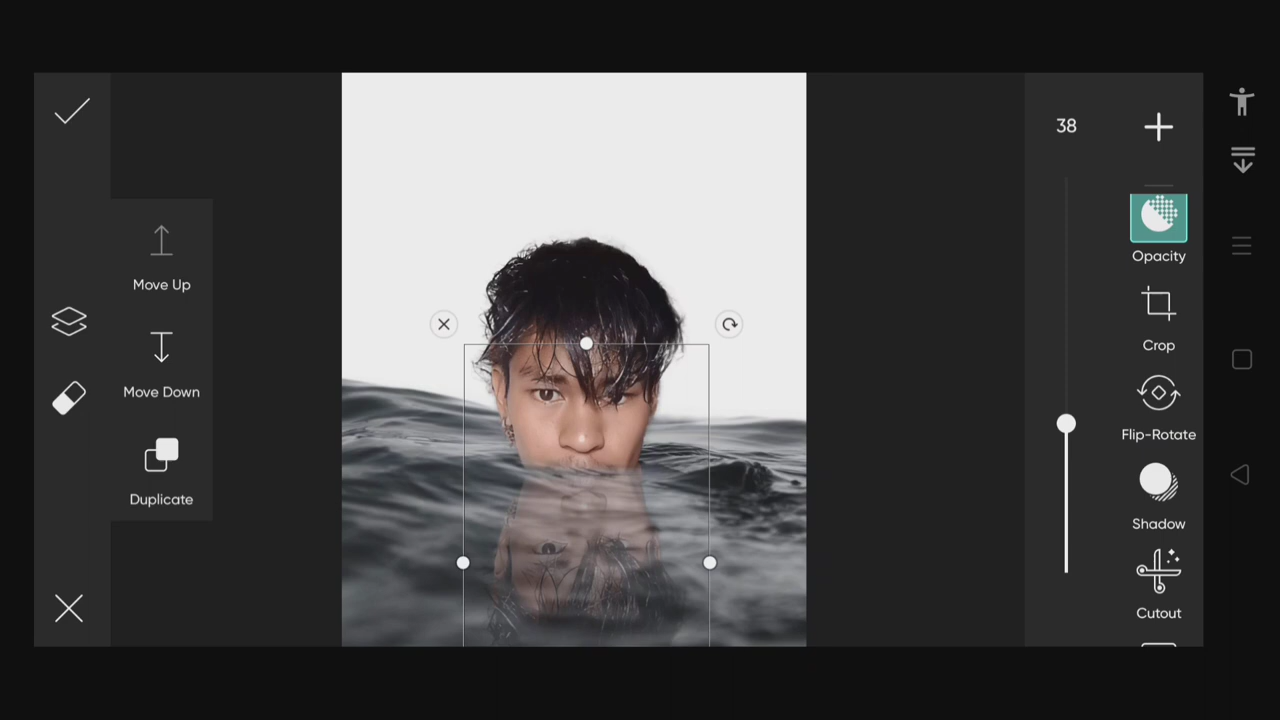 38
Move Up
Move Down
Duplicate
Opacity
Crop
Flip-Rotate
Shadow
Cutout